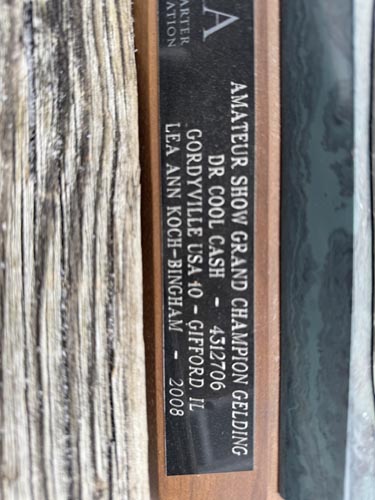 A
ARTER
ATION
AMATEUR SHOW GRAND CHAMPION GELDING
DR COOL CASH - 4312706
GORDYVILLE USA 10 - GIFFORD, IL
LEA ANN KOCH-BINGHAM - 2008